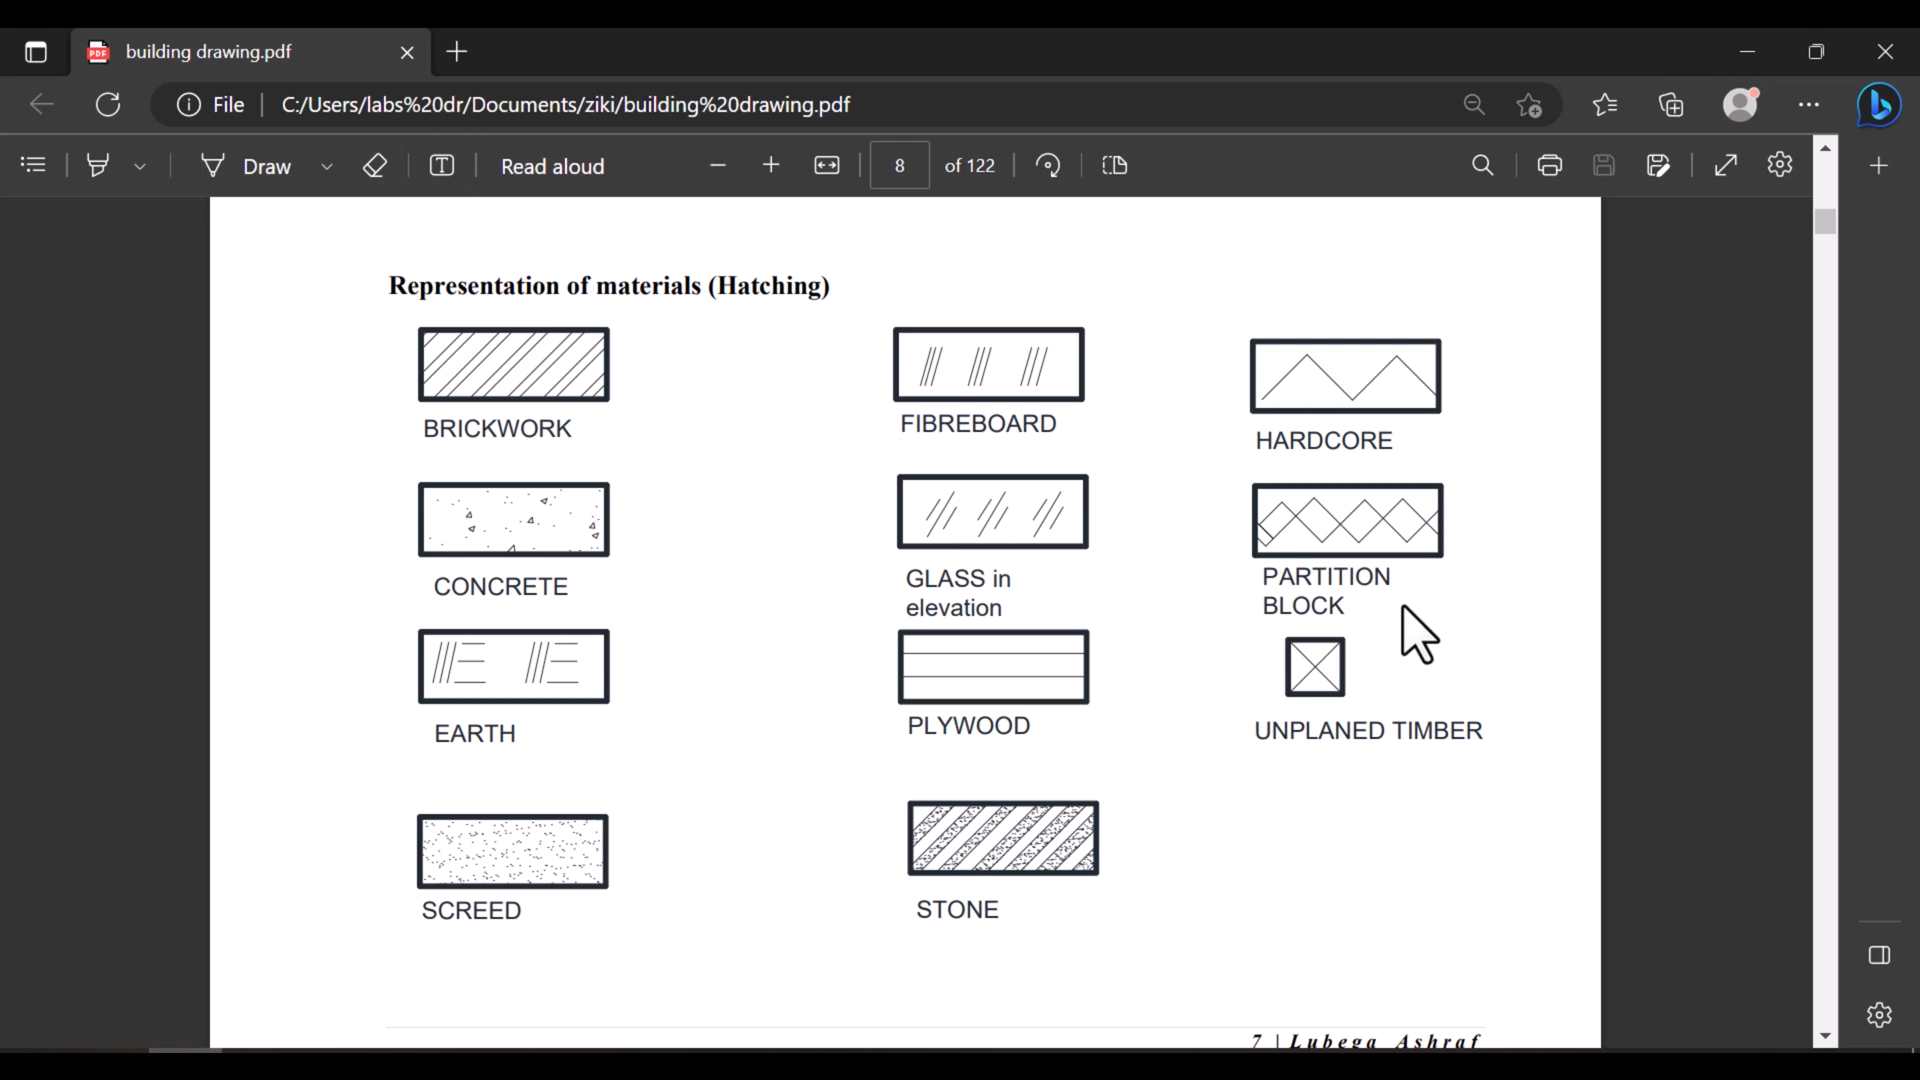 building drawing.pdf
File
C:/Users/labs%20dr/Documents/ziki/building%20drawing.pdf
Draw
Read aloud
8
of 122
Representation of materials (Hatching)
BRICKWORK
FIBREBOARD
HARDCORE
CONCRETE
GLASS in
elevation
PARTITION
BLOCK
EARTH
PLYWOOD
UNPLANED TIMBER
SCREED
STONE
7 | Lubega Ashraf